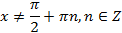 x ≠ π/2 + πn, n ∈ Z